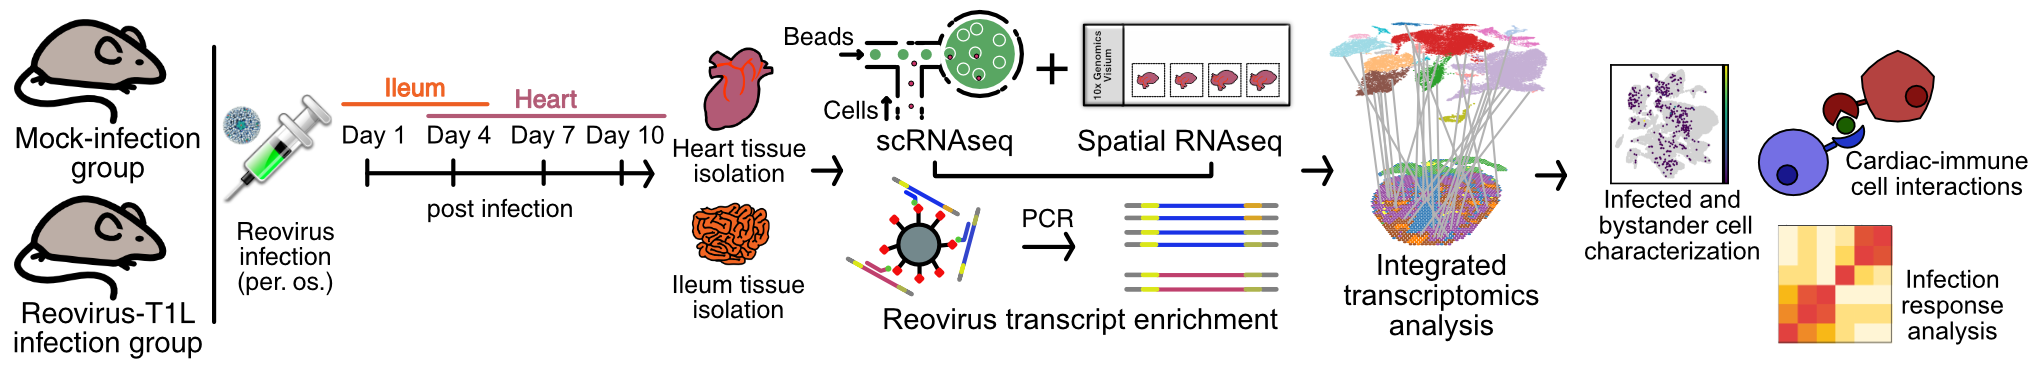 Mock-infection
group
Reovirus-T1L
infection group
Reovirus
infection
(per. os.)
Ileum
Heart
Day 1 Day 4 Day 7 Day 10
post infection
Heart tissue
isolation
Ileum tissue
isolation
Beads
Cells
scRNAseq
+
10x Genomics
Visium
Spatial RNAseq
PCR
Reovirus transcript enrichment
Integrated
transcriptomics
analysis
Infected and
bystander cell
characterization
Cardiac-immune
cell interactions
Infection
response
analysis